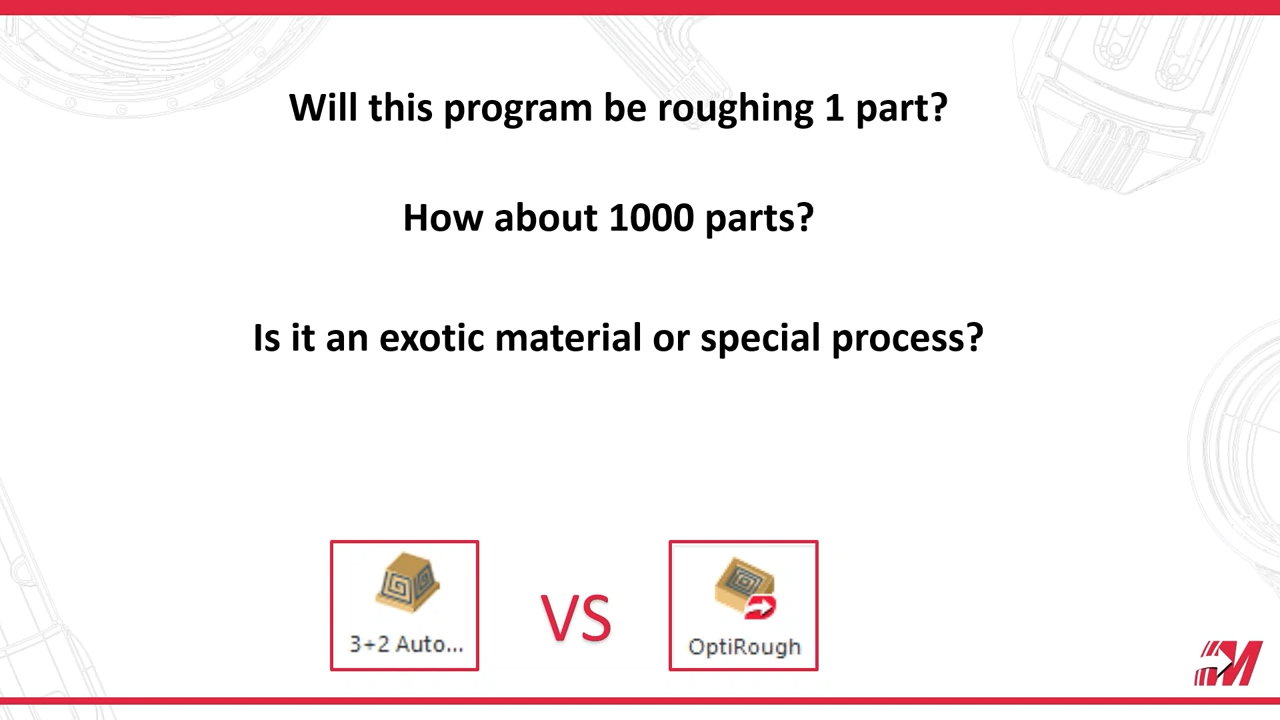 Will this program be roughing 1 part?
How about 1000 parts?
Is it an exotic material or special process?
3+2 Auto...
VS
OptiRough